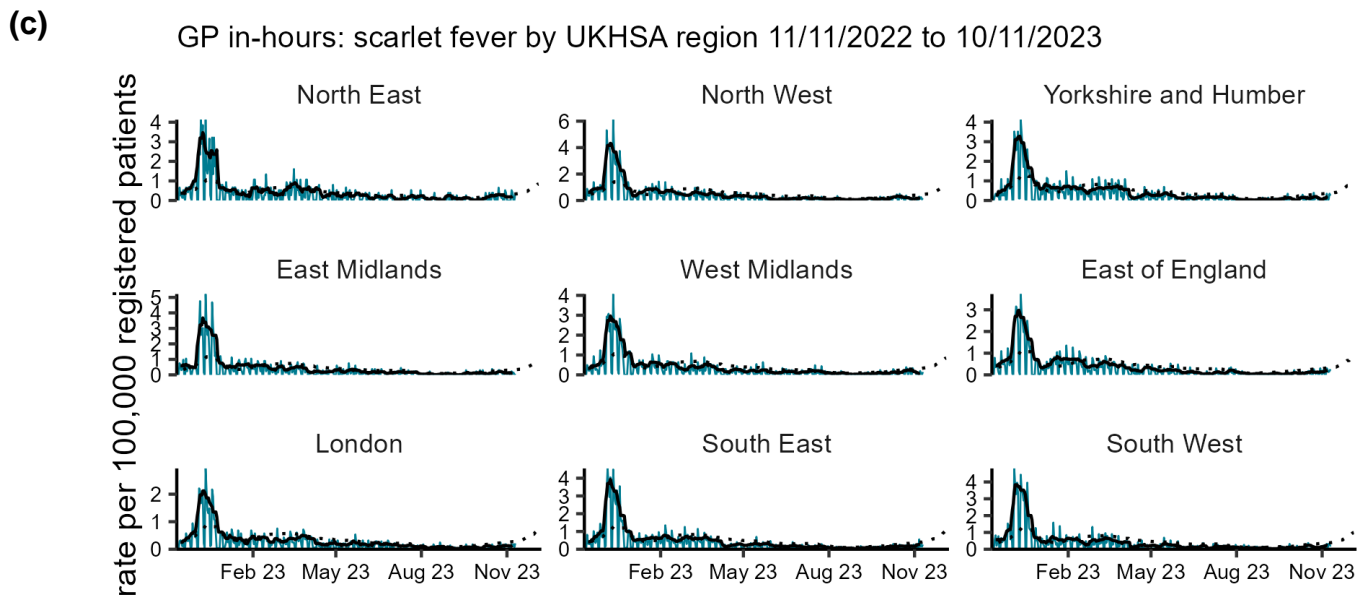 (c)
GP in-hours: scarlet fever by UKHSA region 11/11/2022 to 10/11/2023
rate per 100,000 registered patients
North East North West Yorkshire and Humber
4 6 4
3 4 3
2 2 2
1 1
0 0 0
East Midlands West Midlands East of England
5 4
4 3 3
3 2 2
2 1 1
1
0 0 0
London South East South West
4 4
2 3 3
2 2
1 1 1
0 0 0
Feb 23 May 23 Aug 23 Nov 23 Feb 23 May 23 Aug 23 Nov 23 Feb 23 May 23 Aug 23 Nov 23